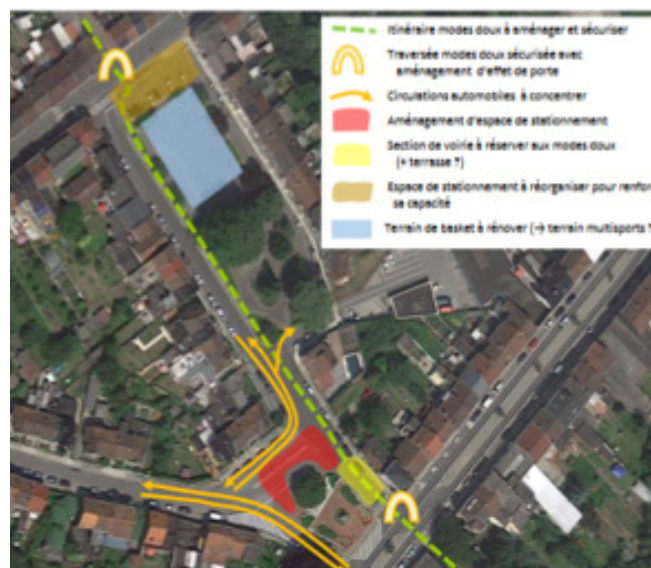 Itinéraire modes doux à aménager et sécuriser
Traversée modes doux sécurisée avec
aménagement d'effet de porte
Circulations automobiles à concentrer
Aménagement d'espace de stationnement
Section de voirie à réserver aux modes doux
(+ terrasse ?)
Espace de stationnement à réorganiser pour renfor
sa capacité
Terrain de basket à rénover (→ terrain multisports ?